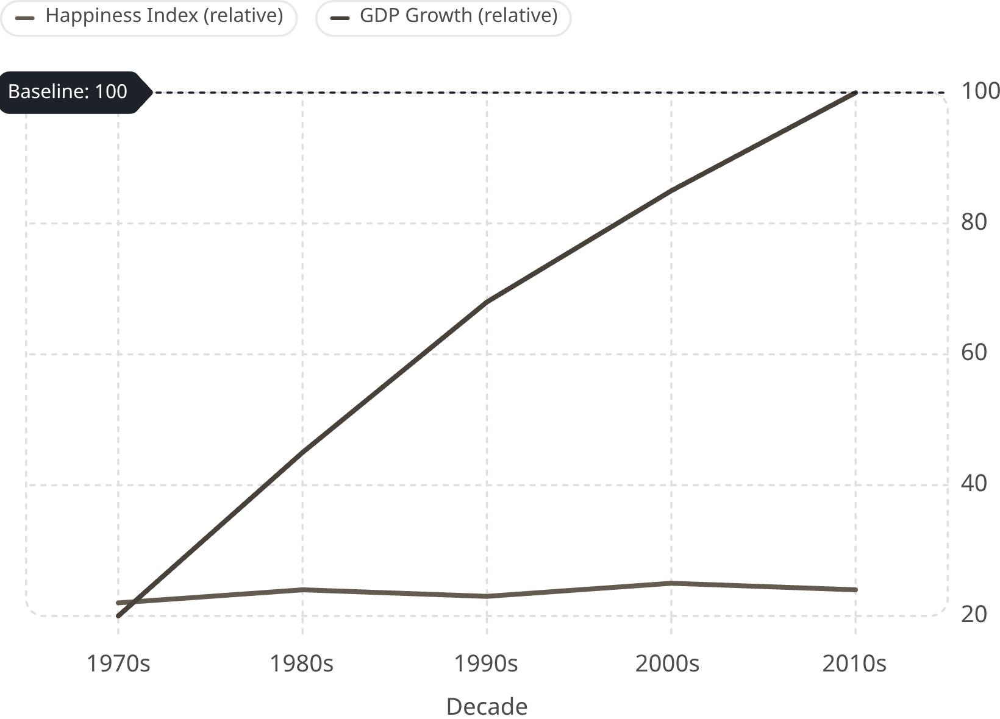 Happiness Index (relative)
GDP Growth (relative)
Baseline: 100
100
80
60
40
20
1970s
1980s
1990s
2000s
2010s
Decade